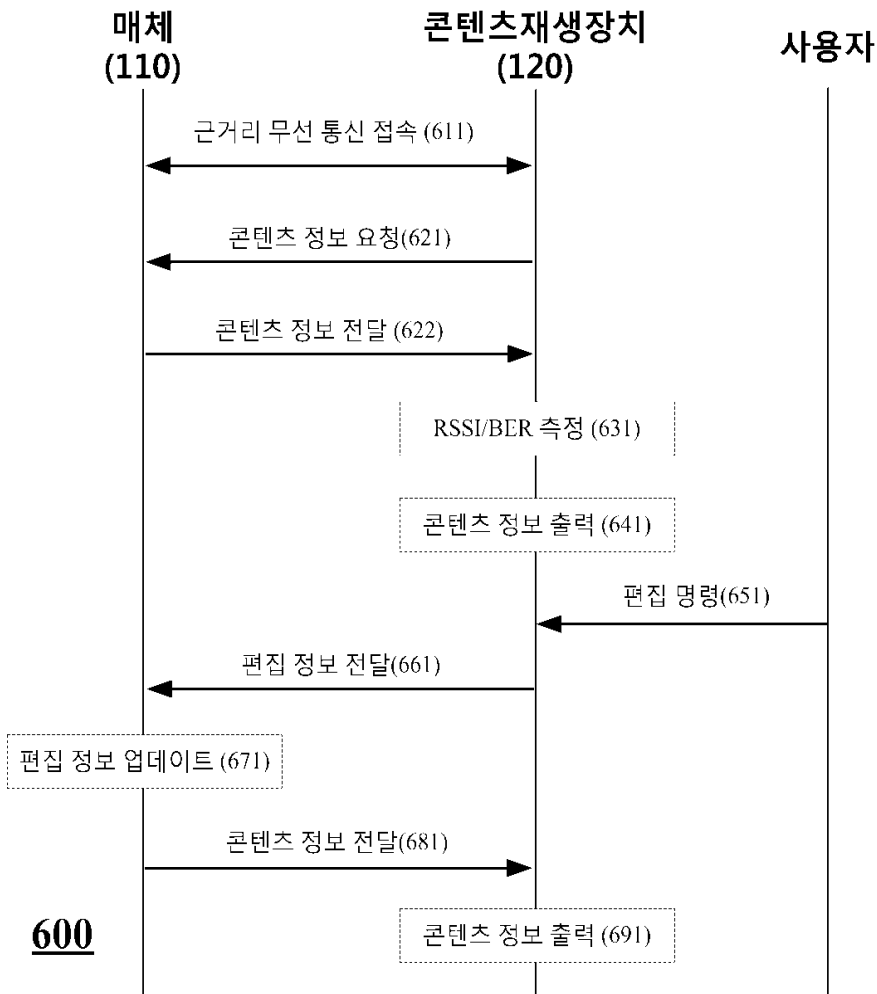 매체
(110)
콘텐츠재생장치
(120)
사용자
근거리 무선 통신 접속 (611)
콘텐츠 정보 요청(621)
콘텐츠 정보 전달 (622)
RSSI/BER 측정 (631)
콘텐츠 정보 출력 (641)
편집 명령(651)
편집 정보 전달(661)
편집 정보 업데이트 (671)
콘텐츠 정보 전달(681)
600
콘텐츠 정보 출력 (691)